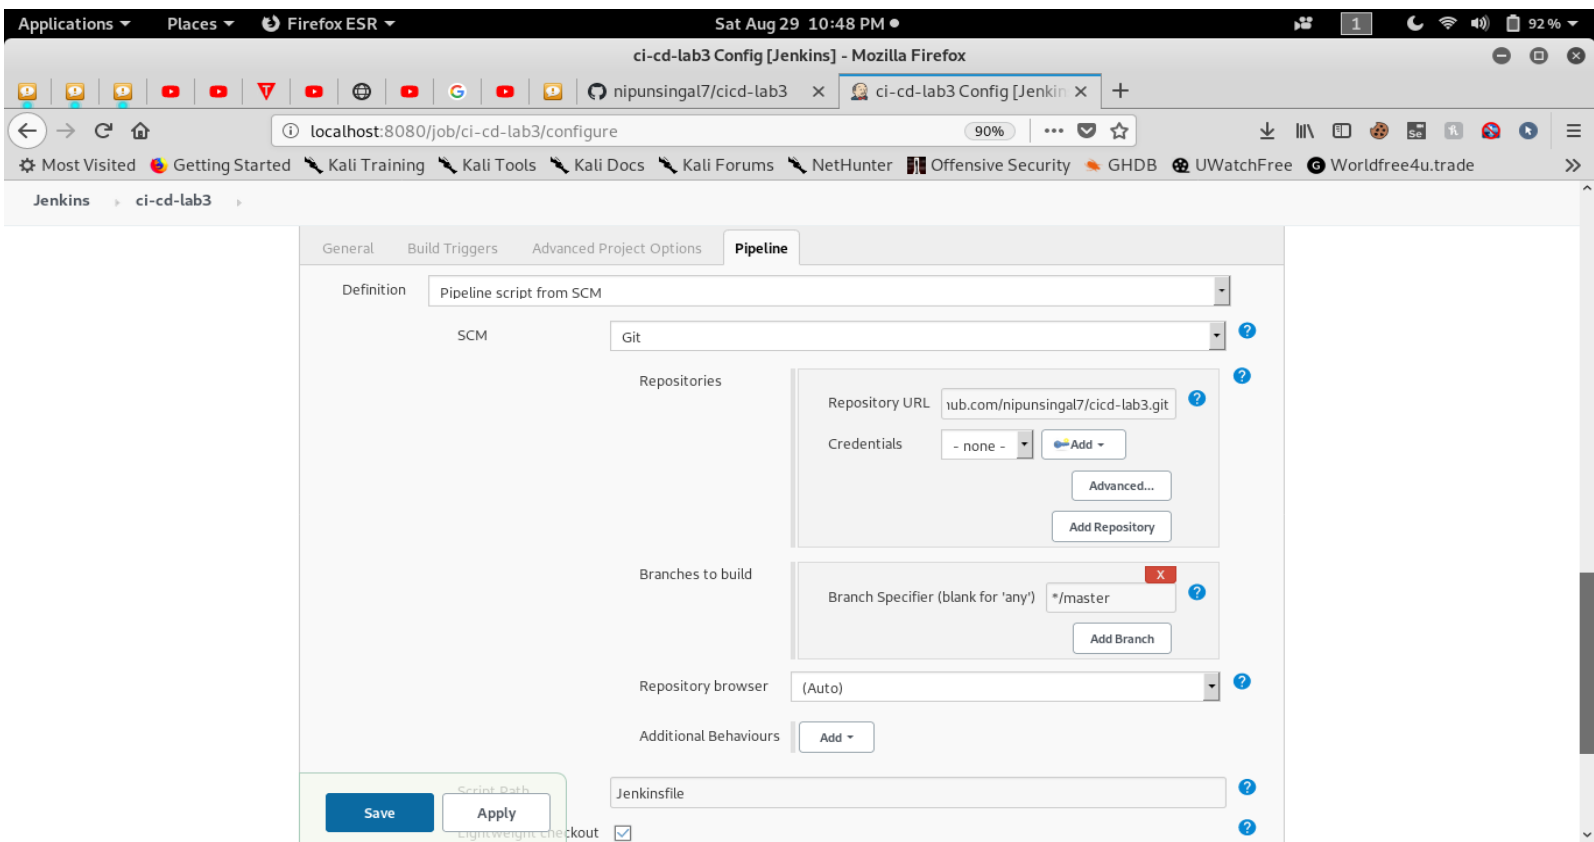 Applications Places Firefox ESR Sat Aug 29 10:48 PM 1 92 %
ci-cd-lab3 Config [Jenkins] - Mozilla Firefox
nipunsingal7/cicd-lab3 ci-cd-lab3 Config [Jenkin
localhost:8080/job/ci-cd-lab3/configure 90%
Most Visited Getting Started Kali Training Kali Tools Kali Docs Kali Forums NetHunter Offensive Security GHDB UWatchFree Worldfree4u.trade
Jenkins ci-cd-lab3
General Build Triggers Advanced Project Options Pipeline
Definition Pipeline script from SCM
SCM Git
Repositories
Repository URL ub.com/nipunsingal7/cicd-lab3.git
Credentials - none - Add
Advanced...
Add Repository
Branches to build X
Branch Specifier (blank for 'any') */master
Add Branch
Repository browser (Auto)
Additional Behaviours Add
Script Path Jenkinsfile
Save Apply
Lightweight checkout